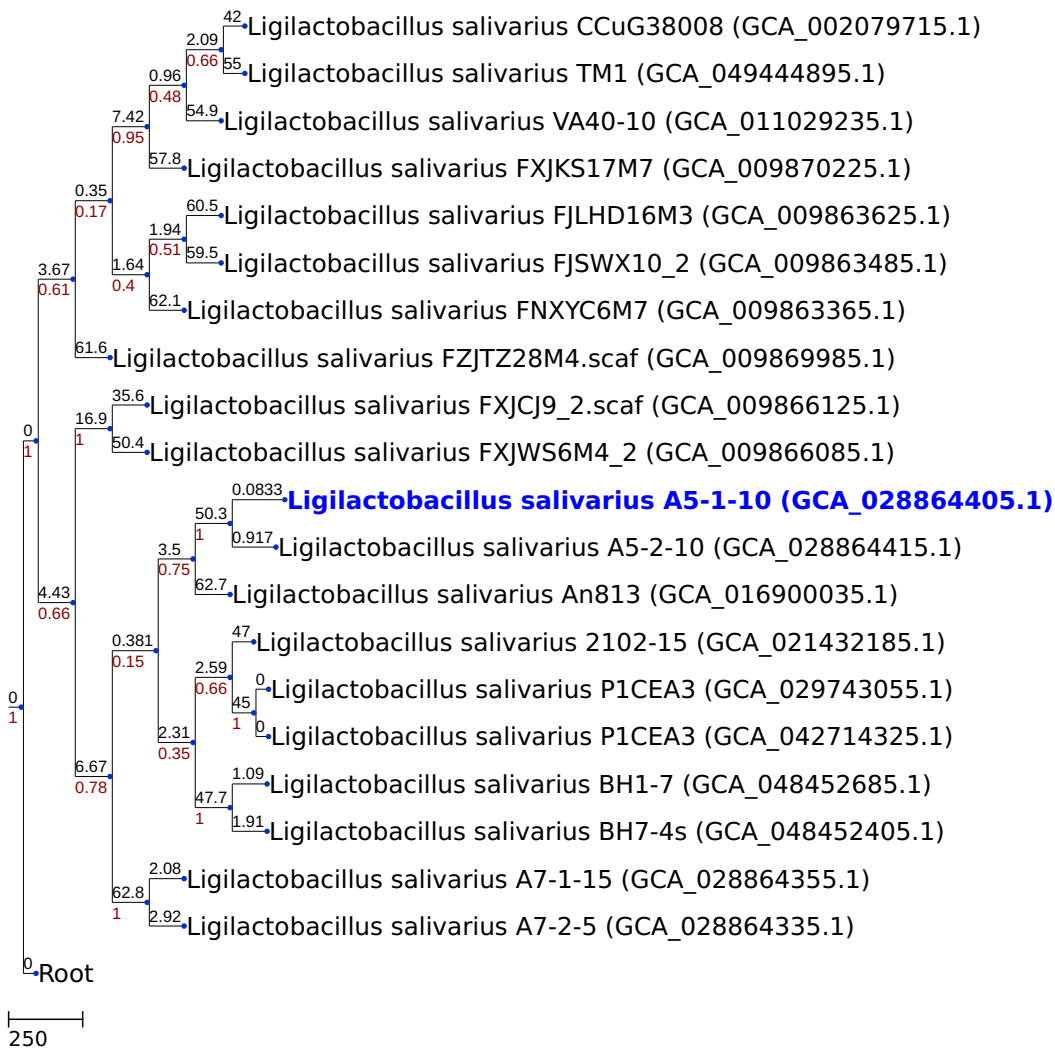 42
Ligilactobacillus salivarius CCuG38008 (GCA_002079715.1)
2.09
0.66
55
Ligilactobacillus salivarius TM1 (GCA_049444895.1)
0.96
0.48
54.9
Ligilactobacillus salivarius VA40-10 (GCA_011029235.1)
7.42
0.95
57.8
Ligilactobacillus salivarius FXJKS17M7 (GCA_009870225.1)
0.35
0.17
60.5
Ligilactobacillus salivarius FJLHD16M3 (GCA_009863625.1)
1.94
0.51
59.5
Ligilactobacillus salivarius FJSWX10_2 (GCA_009863485.1)
1.64
0.4
62.1
Ligilactobacillus salivarius FNXYC6M7 (GCA_009863365.1)
3.67
0.61
61.6
Ligilactobacillus salivarius FZJTZ28M4.scaf (GCA_009869985.1)
0
1
35.6
Ligilactobacillus salivarius FXJCJ9_2.scaf (GCA_009866125.1)
16.9
1
50.4
Ligilactobacillus salivarius FXJWS6M4_2 (GCA_009866085.1)
0.0833
Ligilactobacillus salivarius A5-1-10 (GCA_028864405.1)
50.3
1
0.917
Ligilactobacillus salivarius A5-2-10 (GCA_028864415.1)
3.5
0.75
62.7
Ligilactobacillus salivarius An813 (GCA_016900035.1)
4.43
0.66
0.381
0.15
47
Ligilactobacillus salivarius 2102-15 (GCA_021432185.1)
2.59
0.66
0
Ligilactobacillus salivarius P1CEA3 (GCA_029743055.1)
45
1
0
Ligilactobacillus salivarius P1CEA3 (GCA_042714325.1)
0
1
2.31
0.35
1.09
Ligilactobacillus salivarius BH1-7 (GCA_048452685.1)
47.7
1
1.91
Ligilactobacillus salivarius BH7-4s (GCA_048452405.1)
6.67
0.78
2.08
Ligilactobacillus salivarius A7-1-15 (GCA_028864355.1)
62.8
1
2.92
Ligilactobacillus salivarius A7-2-5 (GCA_028864335.1)
0
Root
250